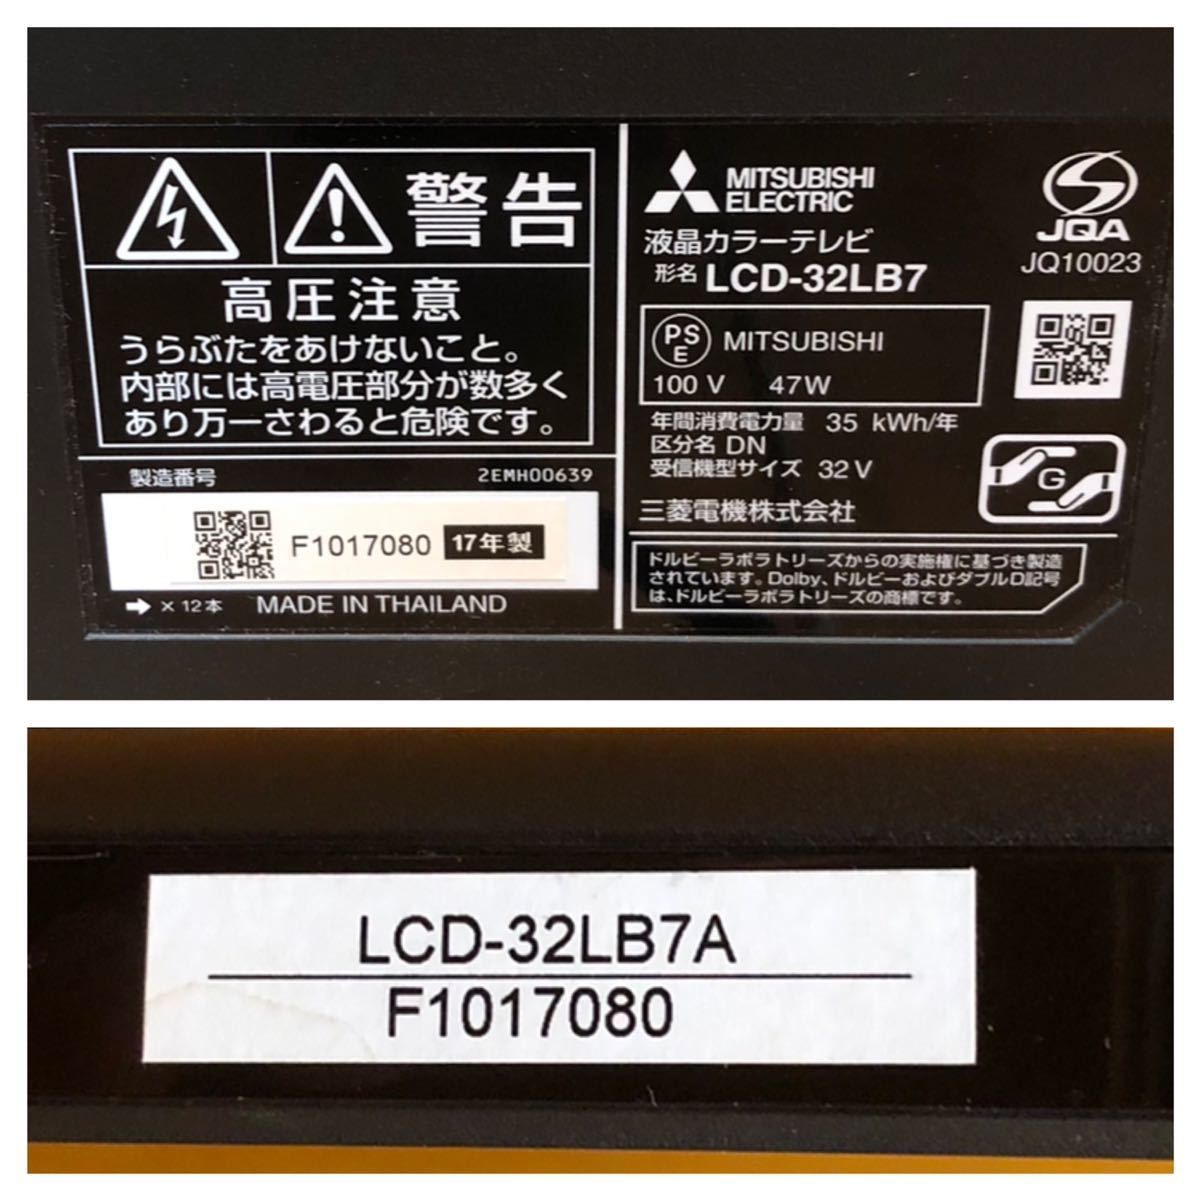 警告
高圧注意
うらぶたをあけないこと。
内部には高電圧部分が数多く
あり万一さわると危険です。
製造番号 2EMH00639
F1017080 17年製
➡ × 12本 MADE IN THAILAND
MITSUBISHI
ELECTRIC
液晶カラーテレビ
形名 LCD-32LB7
JQA
JQ10023
PS
E
MITSUBISHI
100 V 47W
年間消費電力量 35 kWh/年
区分名 DN
受信機型サイズ 32 V
G
三菱電機株式会社
ドルビーラボラトリーズからの実施権に基づき製造
されています。Dolby、ドルビーおよびダブルD記号
は、ドルビーラボラトリーズの商標です。
LCD-32LB7A
F1017080